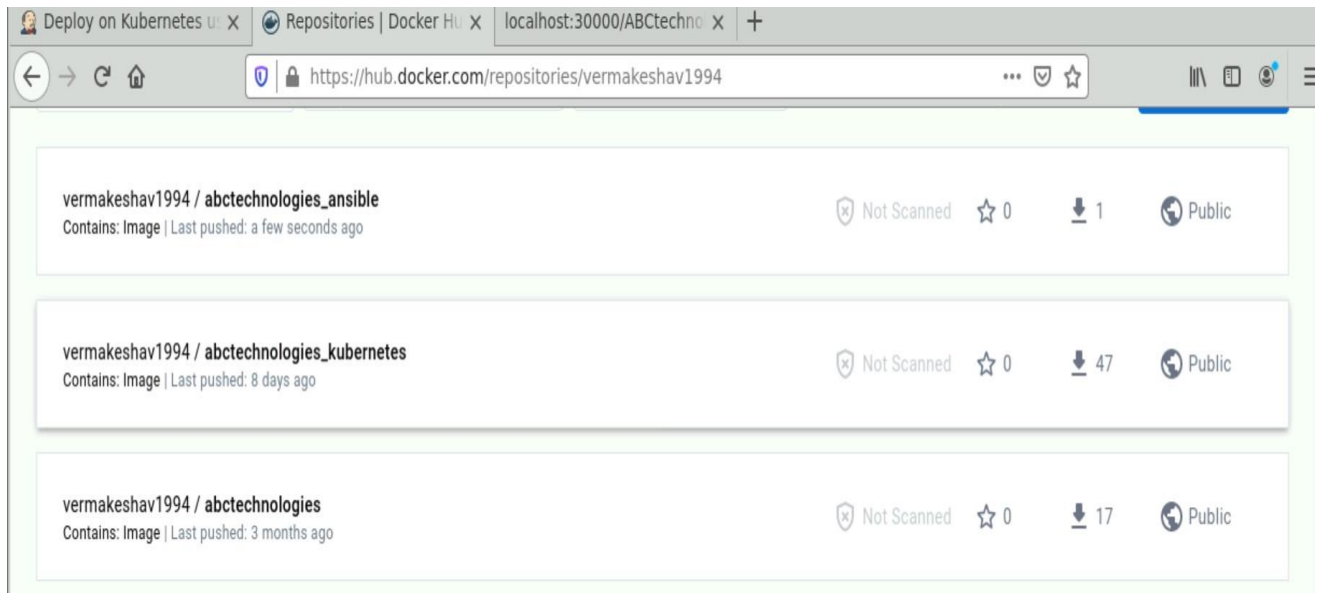 Deploy on Kubernetes u
Repositories | Docker Hu
localhost:30000/ABCtechno
https://hub.docker.com/repositories/vermakeshav1994
vermakeshav1994 / abctechnologies_ansible
Not Scanned 0 1 Public
Contains: Image | Last pushed: a few seconds ago
vermakeshav1994 / abctechnologies_kubernetes
Not Scanned 0 47 Public
Contains: Image | Last pushed: 8 days ago
vermakeshav1994 / abctechnologies
Not Scanned 0 17 Public
Contains: Image | Last pushed: 3 months ago